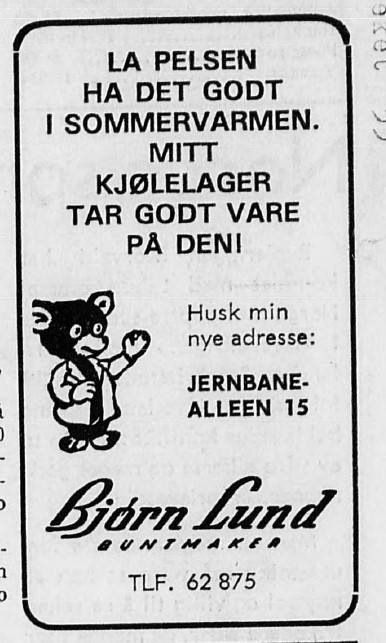 LA PELSEN
HA DET GODT
I SOMMERVARMEN.
MITT
KJØLELAGER
TAR GODT VARE
PÅ DEN!
Husk min
nye adresse:
JERNBANE-
ALLEEN 15
Bjørn Lund
BUNTMAKER
TLF. 62 875